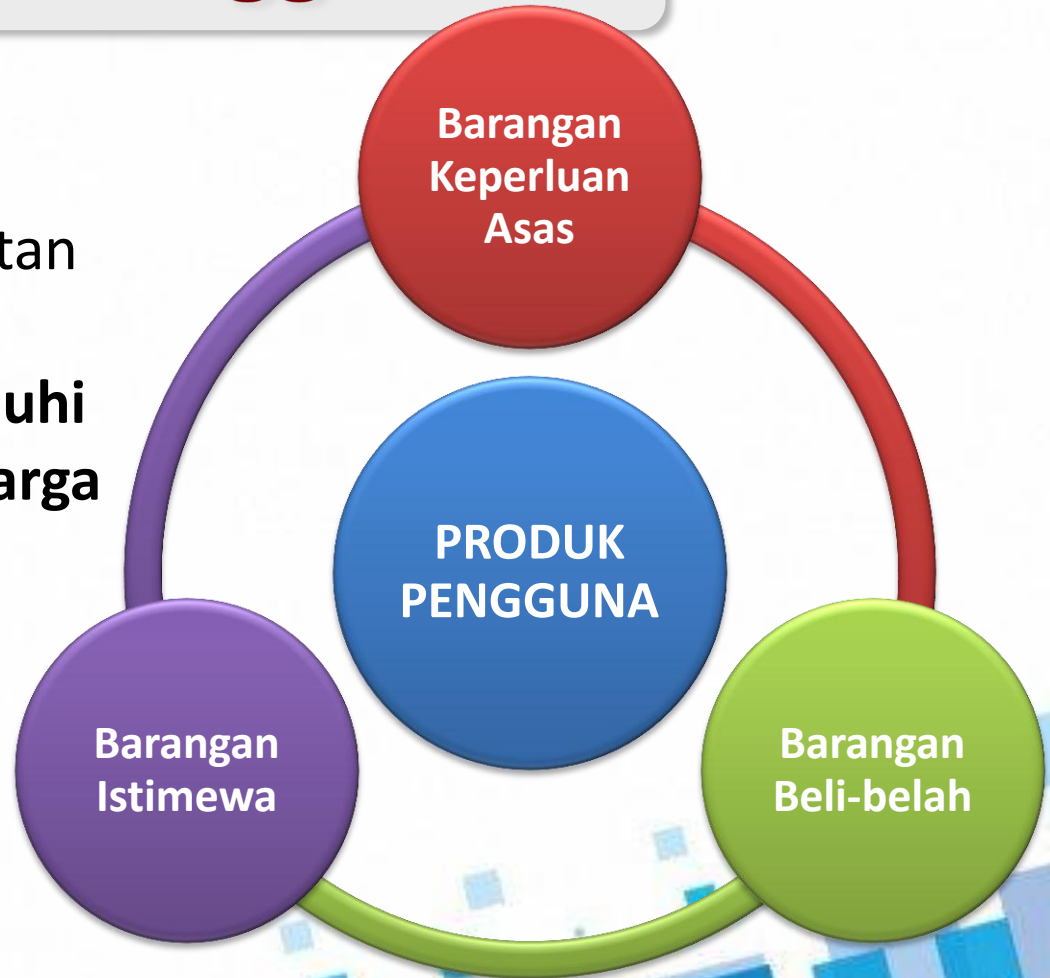 Barangan
Keperluan
Asas
tan
uhi
arga
PRODUK
PENGGUNA
Barangan
Istimewa
Barangan
Beli-belah